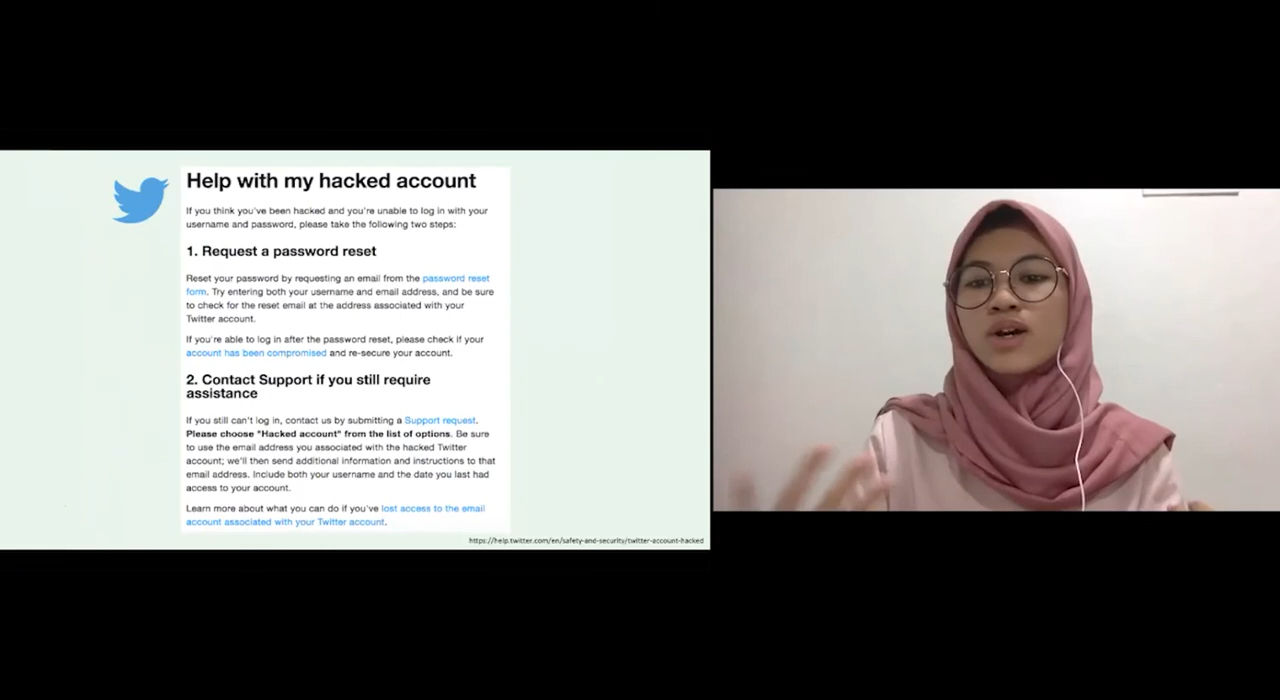 Help with my hacked account
If you think you've been hacked and you're unable to log in with your
username and password, please take the following two steps:
1. Request a password reset
Reset your password by requesting an email from the password reset
form. Try entering both your username and email address, and be sure
to check for the reset email at the address associated with your
Twitter account.
If you're able to log in after the password reset, please check if your
account has been compromised and re-secure your account.
2. Contact Support if you still require
assistance
If you still can't log in, contact us by submitting a Support request.
Please choose "Hacked account" from the list of options. Be sure
to use the email address you associated with the hacked Twitter
account; we'll then send additional information and instructions to that
email address. Include both your username and the date you last had
access to your account.
Learn more about what you can do if you've lost access to the email
account associated with your Twitter account.
https://help.twitter.com/en/safety-and-security/twitter-account-hacked